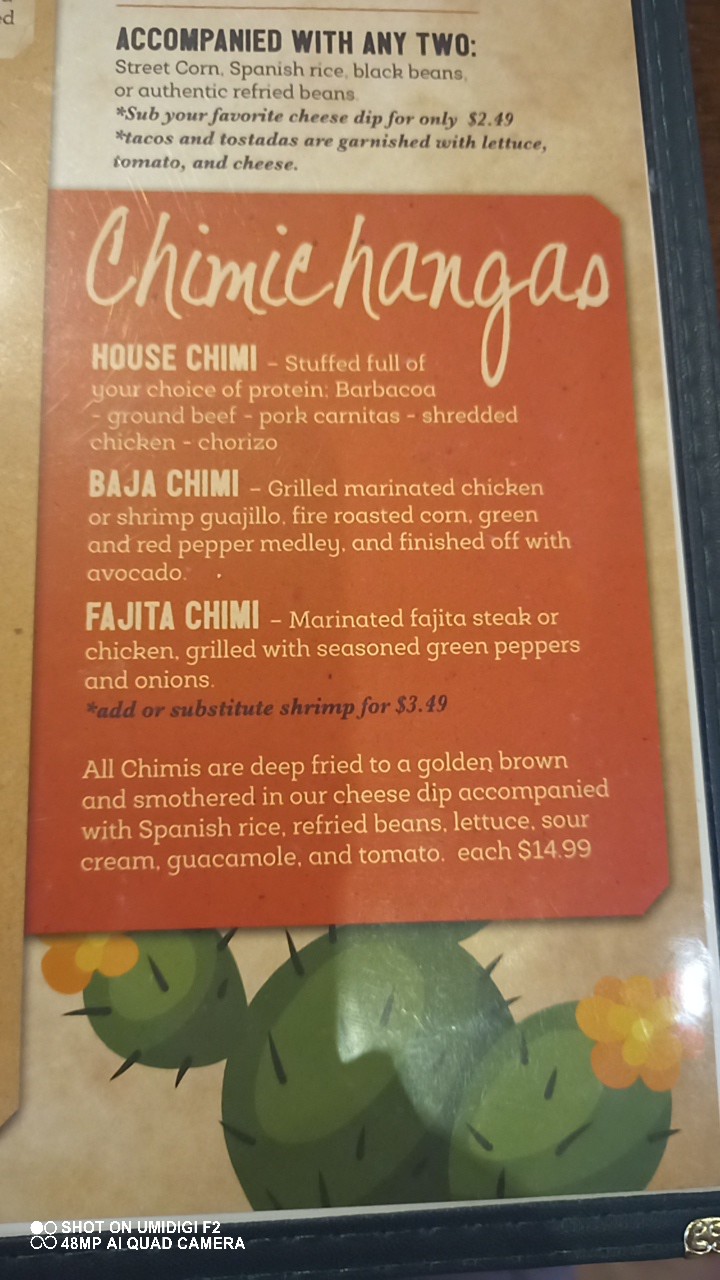 ed
ACCOMPANIED WITH ANY TWO:
Street Corn, Spanish rice, black beans,
or authentic refried beans.
*Sub your favorite cheese dip for only $2.49
*tacos and tostadas are garnished with lettuce,
tomato, and cheese.
Chimichangas
HOUSE CHIMI - Stuffed full of
your choice of protein: Barbacoa
- ground beef - pork carnitas - shredded
chicken - chorizo
BAJA CHIMI - Grilled marinated chicken
or shrimp guajillo, fire roasted corn, green
and red pepper medley, and finished off with
avocado.
FAJITA CHIMI - Marinated fajita steak or
chicken, grilled with seasoned green peppers
and onions.
*add or substitute shrimp for $3.49
All Chimis are deep fried to a golden brown
and smothered in our cheese dip accompanied
with Spanish rice, refried beans, lettuce, sour
cream, guacamole, and tomato. each $14.99
SHOT ON UMIDIGI F2
48MP AI QUAD CAMERA